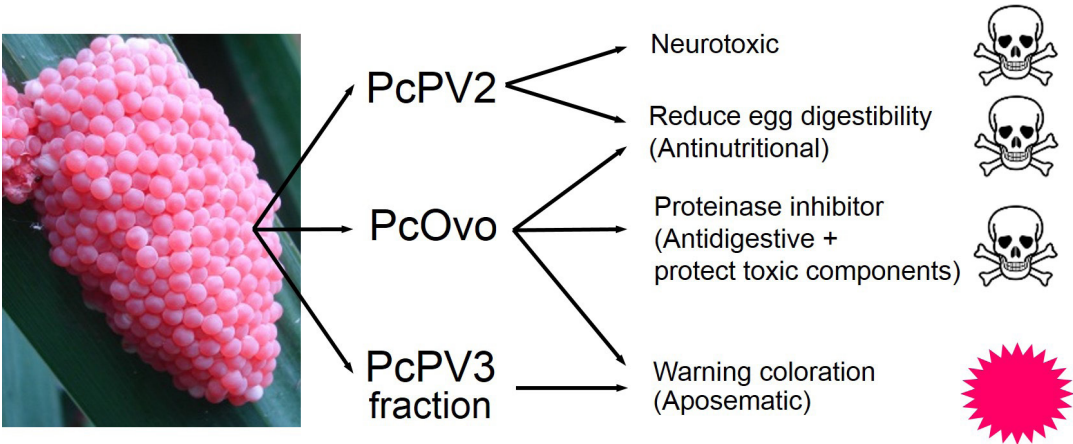 PcPV2
PcOvo
PcPV3
fraction
Neurotoxic
Reduce egg digestibility
(Antinutritional)
Proteinase inhibitor
(Antidigestive +
protect toxic components)
Warning coloration
(Aposematic)